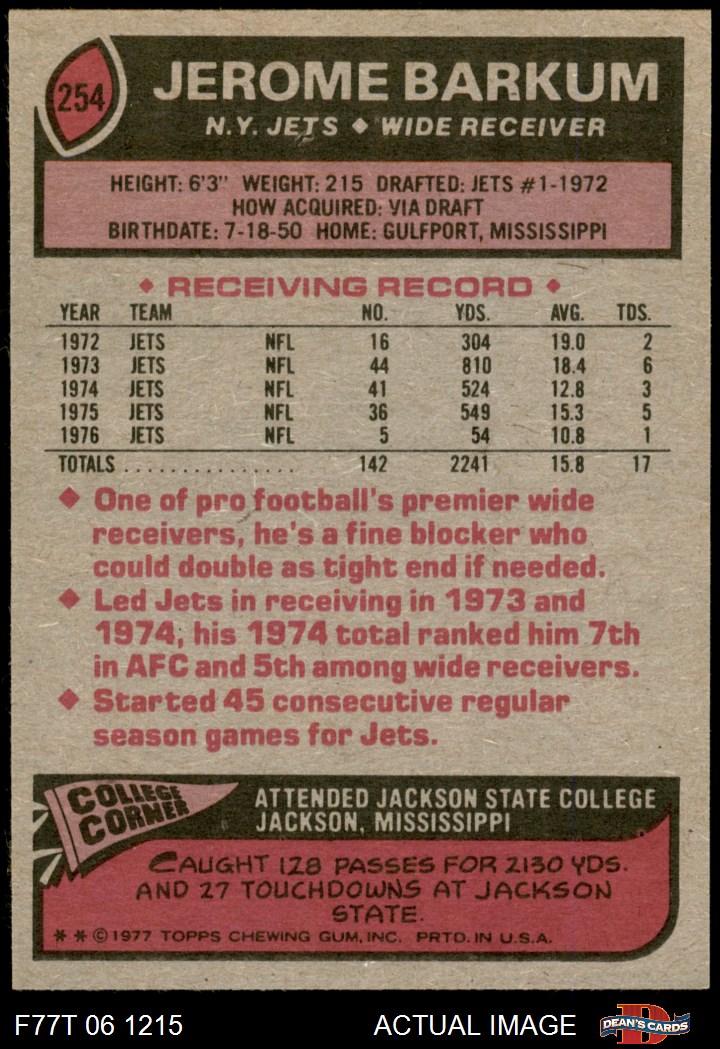 254
JEROME BARKUM
N.Y. JETS ◆ WIDE RECEIVER
HEIGHT: 6'3" WEIGHT: 215 DRAFTED: JETS #1-1972
HOW ACQUIRED: VIA DRAFT
BIRTHDATE: 7-18-50 HOME: GULFPORT, MISSISSIPPI
◆ RECEIVING RECORD ◆
YEAR TEAM NO. YDS. AVG. TDS.
1972 JETS NFL 16 304 19.0 2
1973 JETS NFL 44 810 18.4 6
1974 JETS NFL 41 524 12.8 3
1975 JETS NFL 36 549 15.3 5
1976 JETS NFL 5 54 10.8 1
TOTALS ................ 142 2241 15.8 17
◆ One of pro football's premier wide
receivers, he's a fine blocker who
could double as tight end if needed.
◆ Led Jets in receiving in 1973 and
1974; his 1974 total ranked him 7th
in AFC and 5th among wide receivers.
◆ Started 45 consecutive regular
season games for Jets.
COLLEGE
CORNER
ATTENDED JACKSON STATE COLLEGE
JACKSON, MISSISSIPPI
CAUGHT 128 PASSES FOR 2130 YDS.
AND 27 TOUCHDOWNS AT JACKSON
STATE.
** © 1977 TOPPS CHEWING GUM, INC. PRTD. IN U.S.A.
F77T 06 1215 ACTUAL IMAGE D DEAN'S CARDS